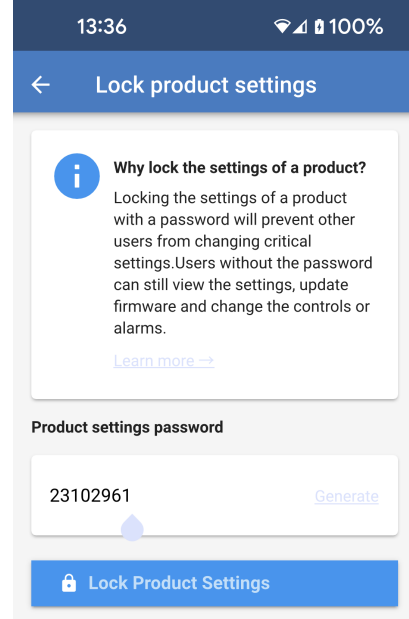 13:36
100%
Lock product settings
Why lock the settings of a product?
Locking the settings of a product
with a password will prevent other
users from changing critical
settings.Users without the password
can still view the settings, update
firmware and change the controls or
alarms.
Learn more →
Product settings password
23102961
Generate
Lock Product Settings